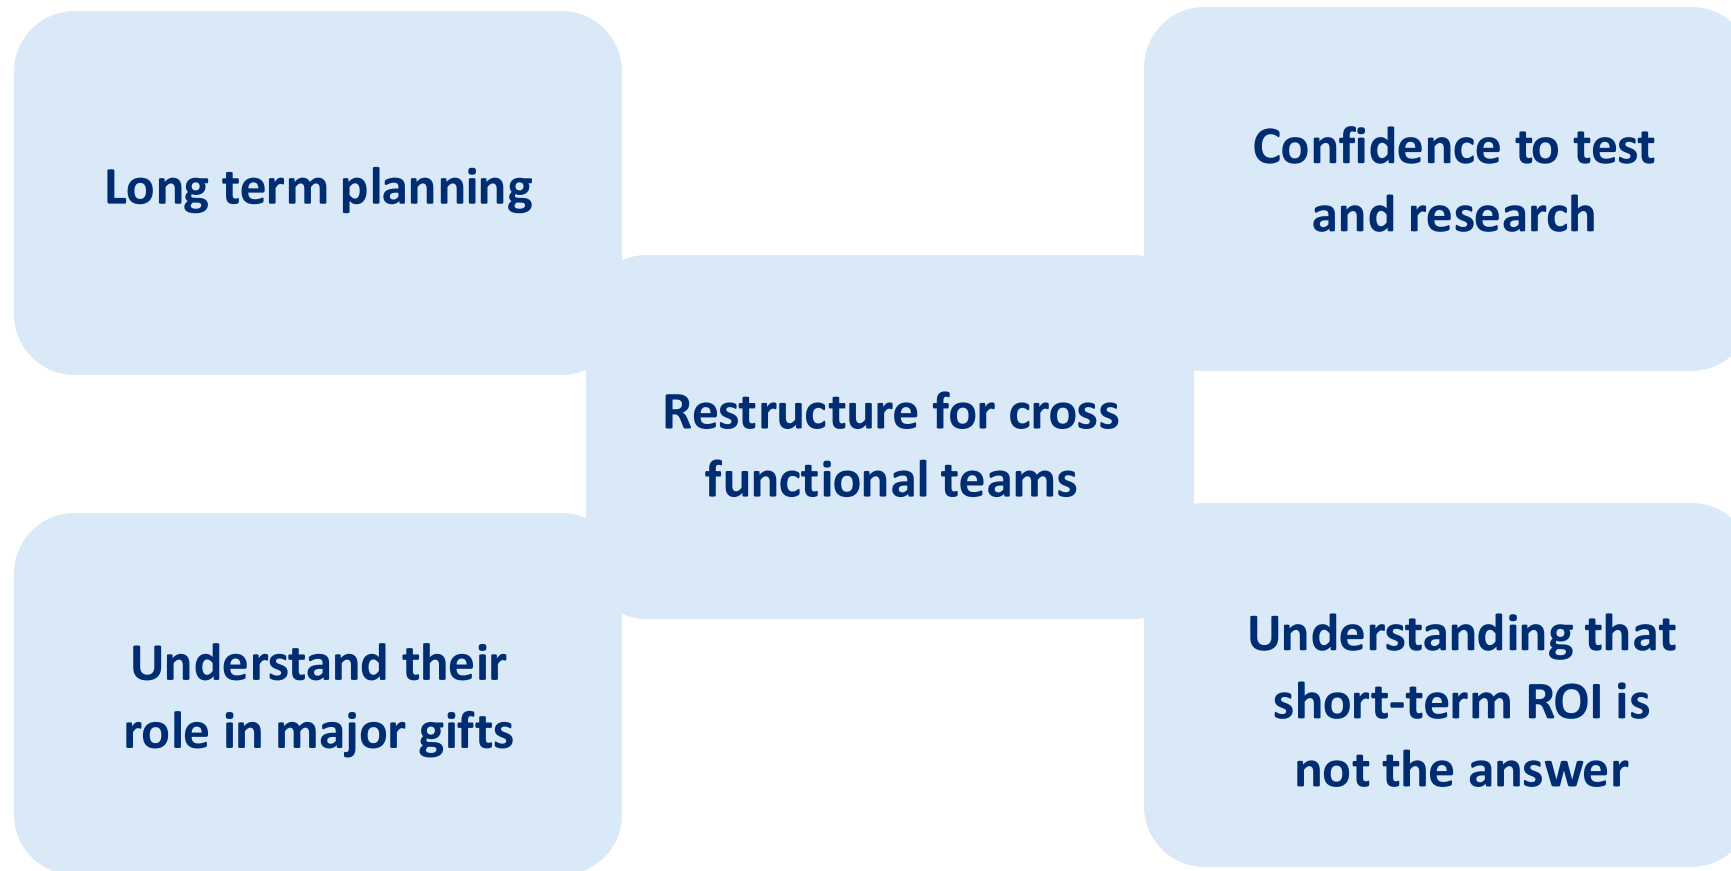 Long term planning
Confidence to test
and research
Restructure for cross
functional teams
Understand their
role in major gifts
Understanding that
short-term ROI is
not the answer